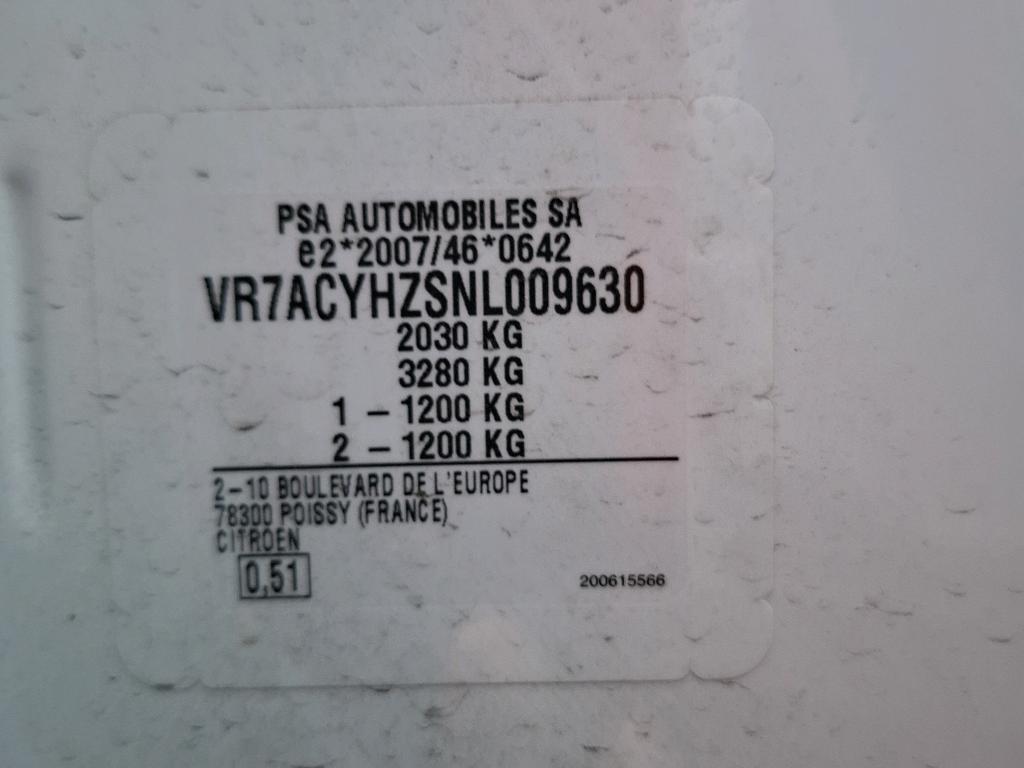 PSA AUTOMOBILES SA
e2*2007/46*0642
VR7ACYHZSNL009630
2030 KG
3280 KG
1 - 1200 KG
2 - 1200 KG
2-10 BOULEVARD DE L'EUROPE
78300 POISSY (FRANCE)
CITROEN
0,51
200615566